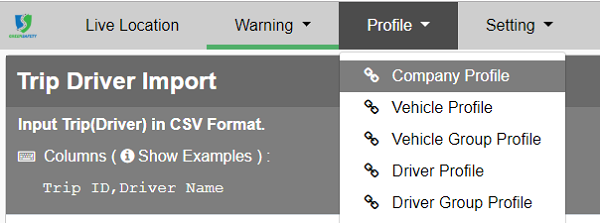 Live Location Warning Profile Setting
Trip Driver Import
Input Trip(Driver) in CSV Format.
Columns ( Show Examples ) :
Trip ID,Driver Name
Company Profile
Vehicle Profile
Vehicle Group Profile
Driver Profile
Driver Group Profile